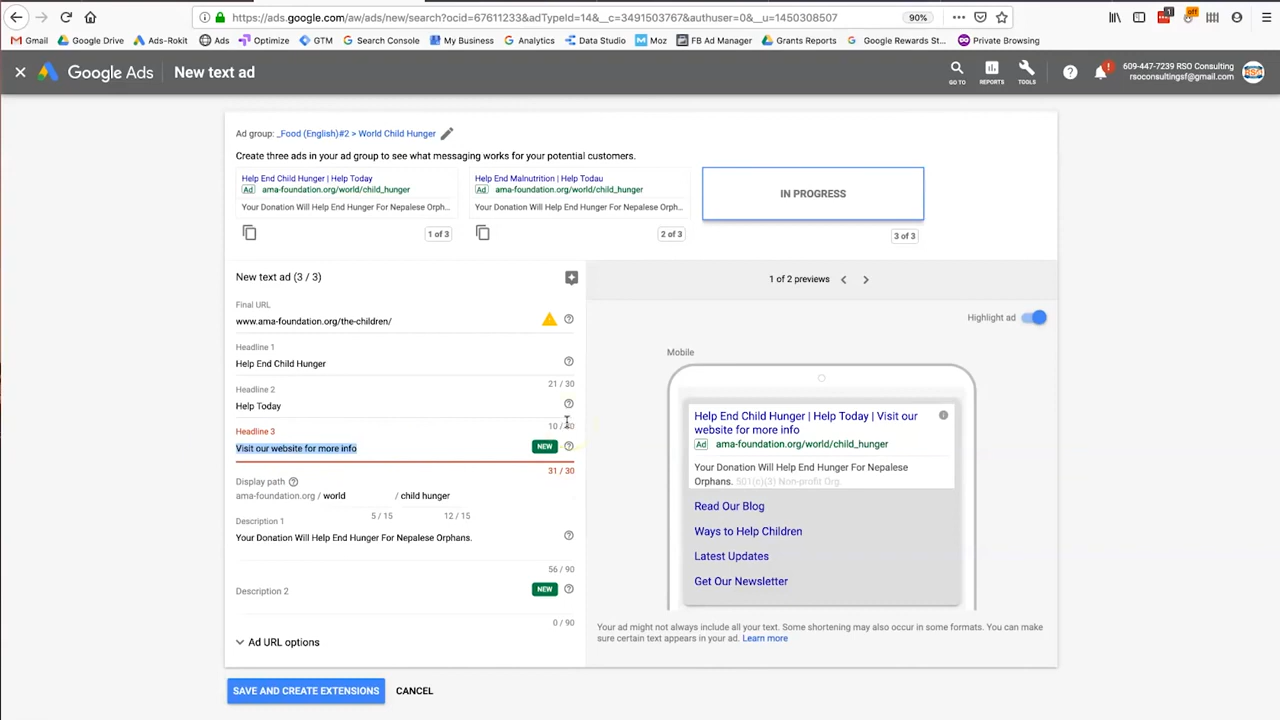 https://ads.google.com/aw/ads/new/search?ocid=67611233&adTypeId=14&__c=3491503767&authuser=0&__u=1450308507
90%
1
off
Gmail
Google Drive
Ads-Rokit
Ads
Optimize
GTM
Search Console
My Business
Analytics
Data Studio
Moz
FB Ad Manager
Grants Reports
Google Rewards St...
Private Browsing
Google Ads
New text ad
GO TO
REPORTS
TOOLS
609-447-7239 RSO Consulting
rsoconsultingsf@gmail.com
Ad group: _Food (English)#2 > World Child Hunger
Create three ads in your ad group to see what messaging works for your potential customers.
Help End Child Hunger | Help Today
Ad ama-foundation.org/world/child_hunger
Your Donation Will Help End Hunger For Nepalese Orph...
1 of 3
Help End Malnutrition | Help Todau
Ad ama-foundation.org/world/child_hunger
Your Donation Will Help End Hunger For Nepalese Orph...
2 of 3
IN PROGRESS
3 of 3
New text ad (3 / 3)
Final URL
www.ama-foundation.org/the-children/
Headline 1
Help End Child Hunger
21 / 30
Headline 2
Help Today
10 / 30
Headline 3
Visit our website for more info
NEW
31 / 30
Display path
ama-foundation.org / world / child hunger
5 / 15
12 / 15
Description 1
Your Donation Will Help End Hunger For Nepalese Orphans.
56 / 90
Description 2
NEW
0 / 90
Ad URL options
1 of 2 previews
Highlight ad
Mobile
Help End Child Hunger | Help Today | Visit our
website for more info
Ad ama-foundation.org/world/child_hunger
Your Donation Will Help End Hunger For Nepalese
Orphans. 501(c)(3) Non-profit Org.
Read Our Blog
Ways to Help Children
Latest Updates
Get Our Newsletter
Your ad might not always include all your text. Some shortening may also occur in some formats. You can make
sure certain text appears in your ad. Learn more
SAVE AND CREATE EXTENSIONS
CANCEL